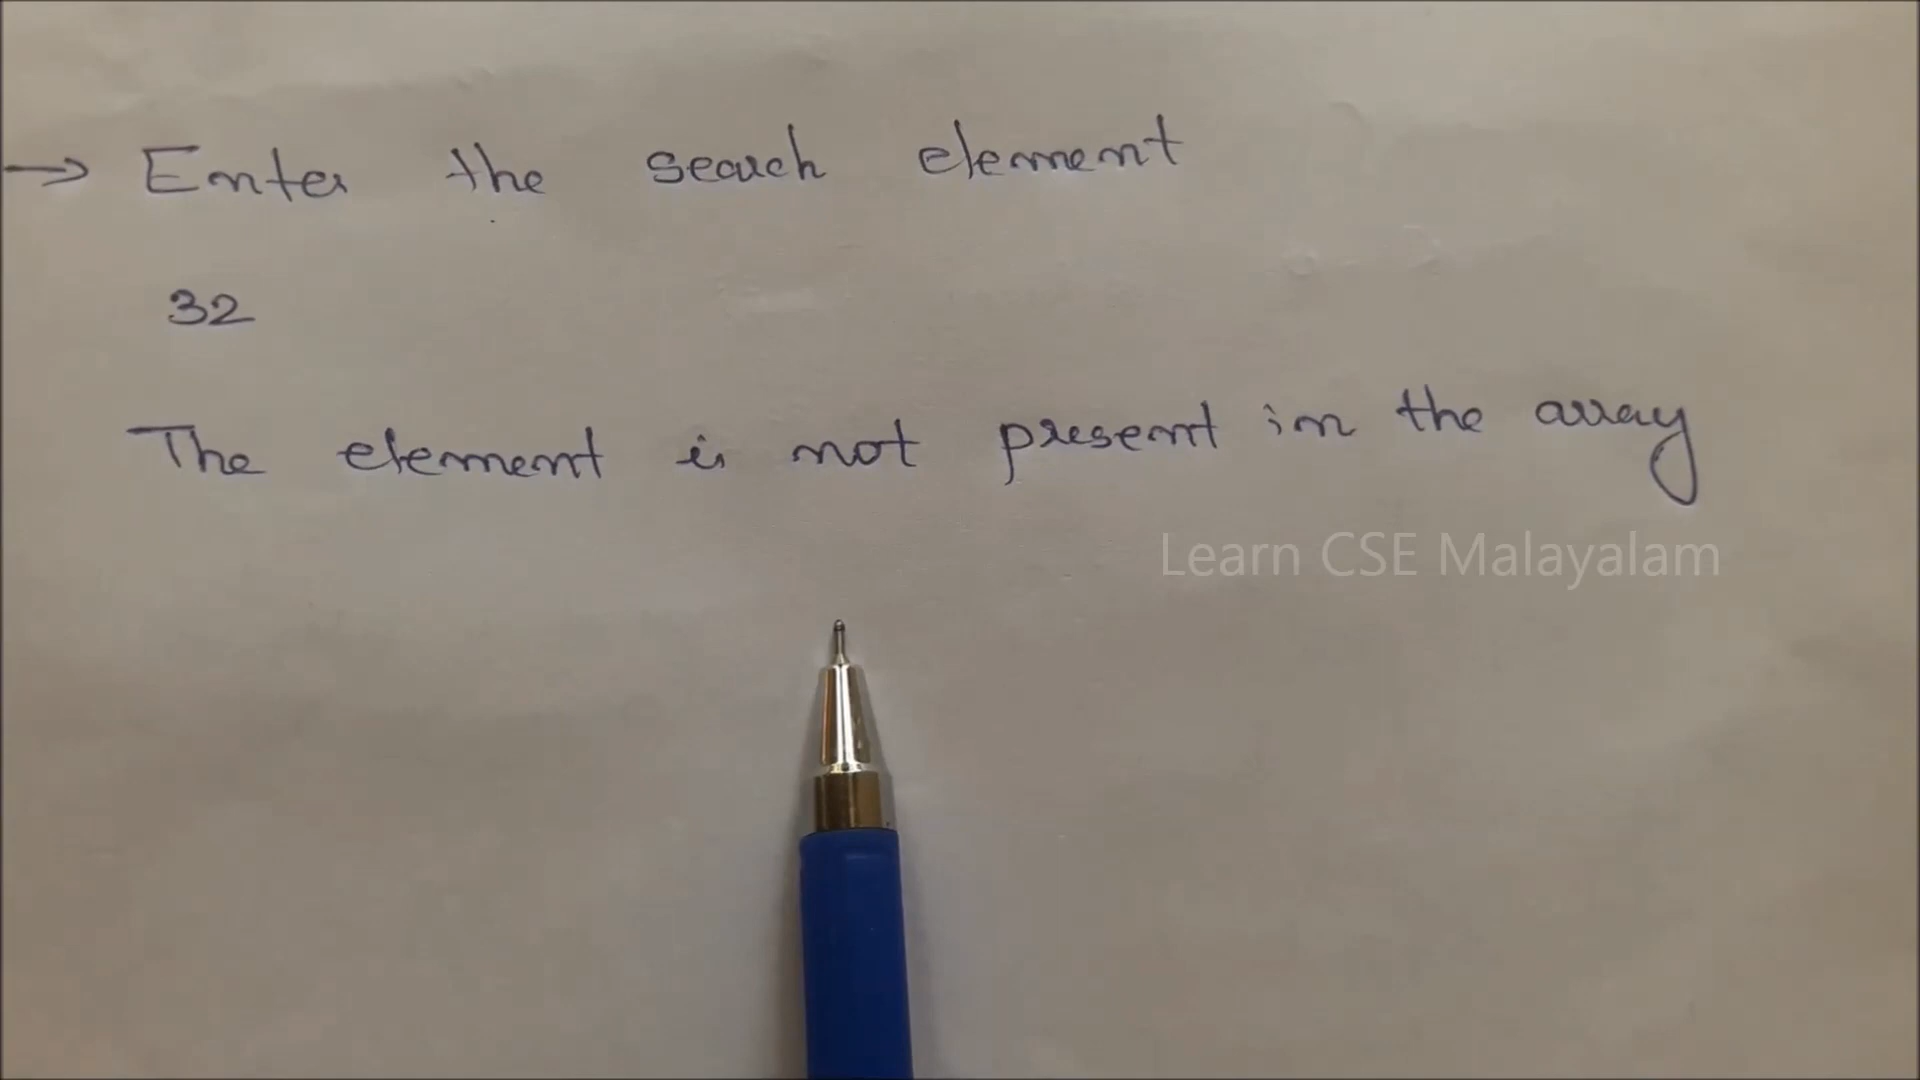 → Enter the search element
32
The element is not present in the array
Learn CSE Malayalam